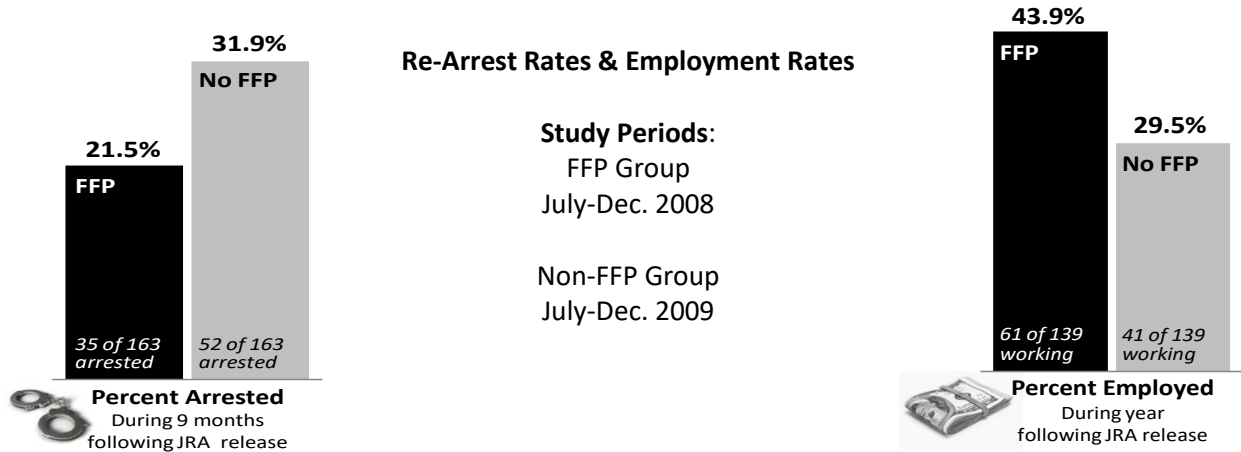 31.9%
No FFP
21.5%
FFP
35 of 163
arrested
52 of 163
arrested
Percent Arrested
During 9 months
following JRA release
Re-Arrest Rates & Employment Rates
Study Periods:
FFP Group
July-Dec. 2008
Non-FFP Group
July-Dec. 2009
43.9%
FFP
29.5%
No FFP
61 of 139
working
41 of 139
working
Percent Employed
During year
following JRA release